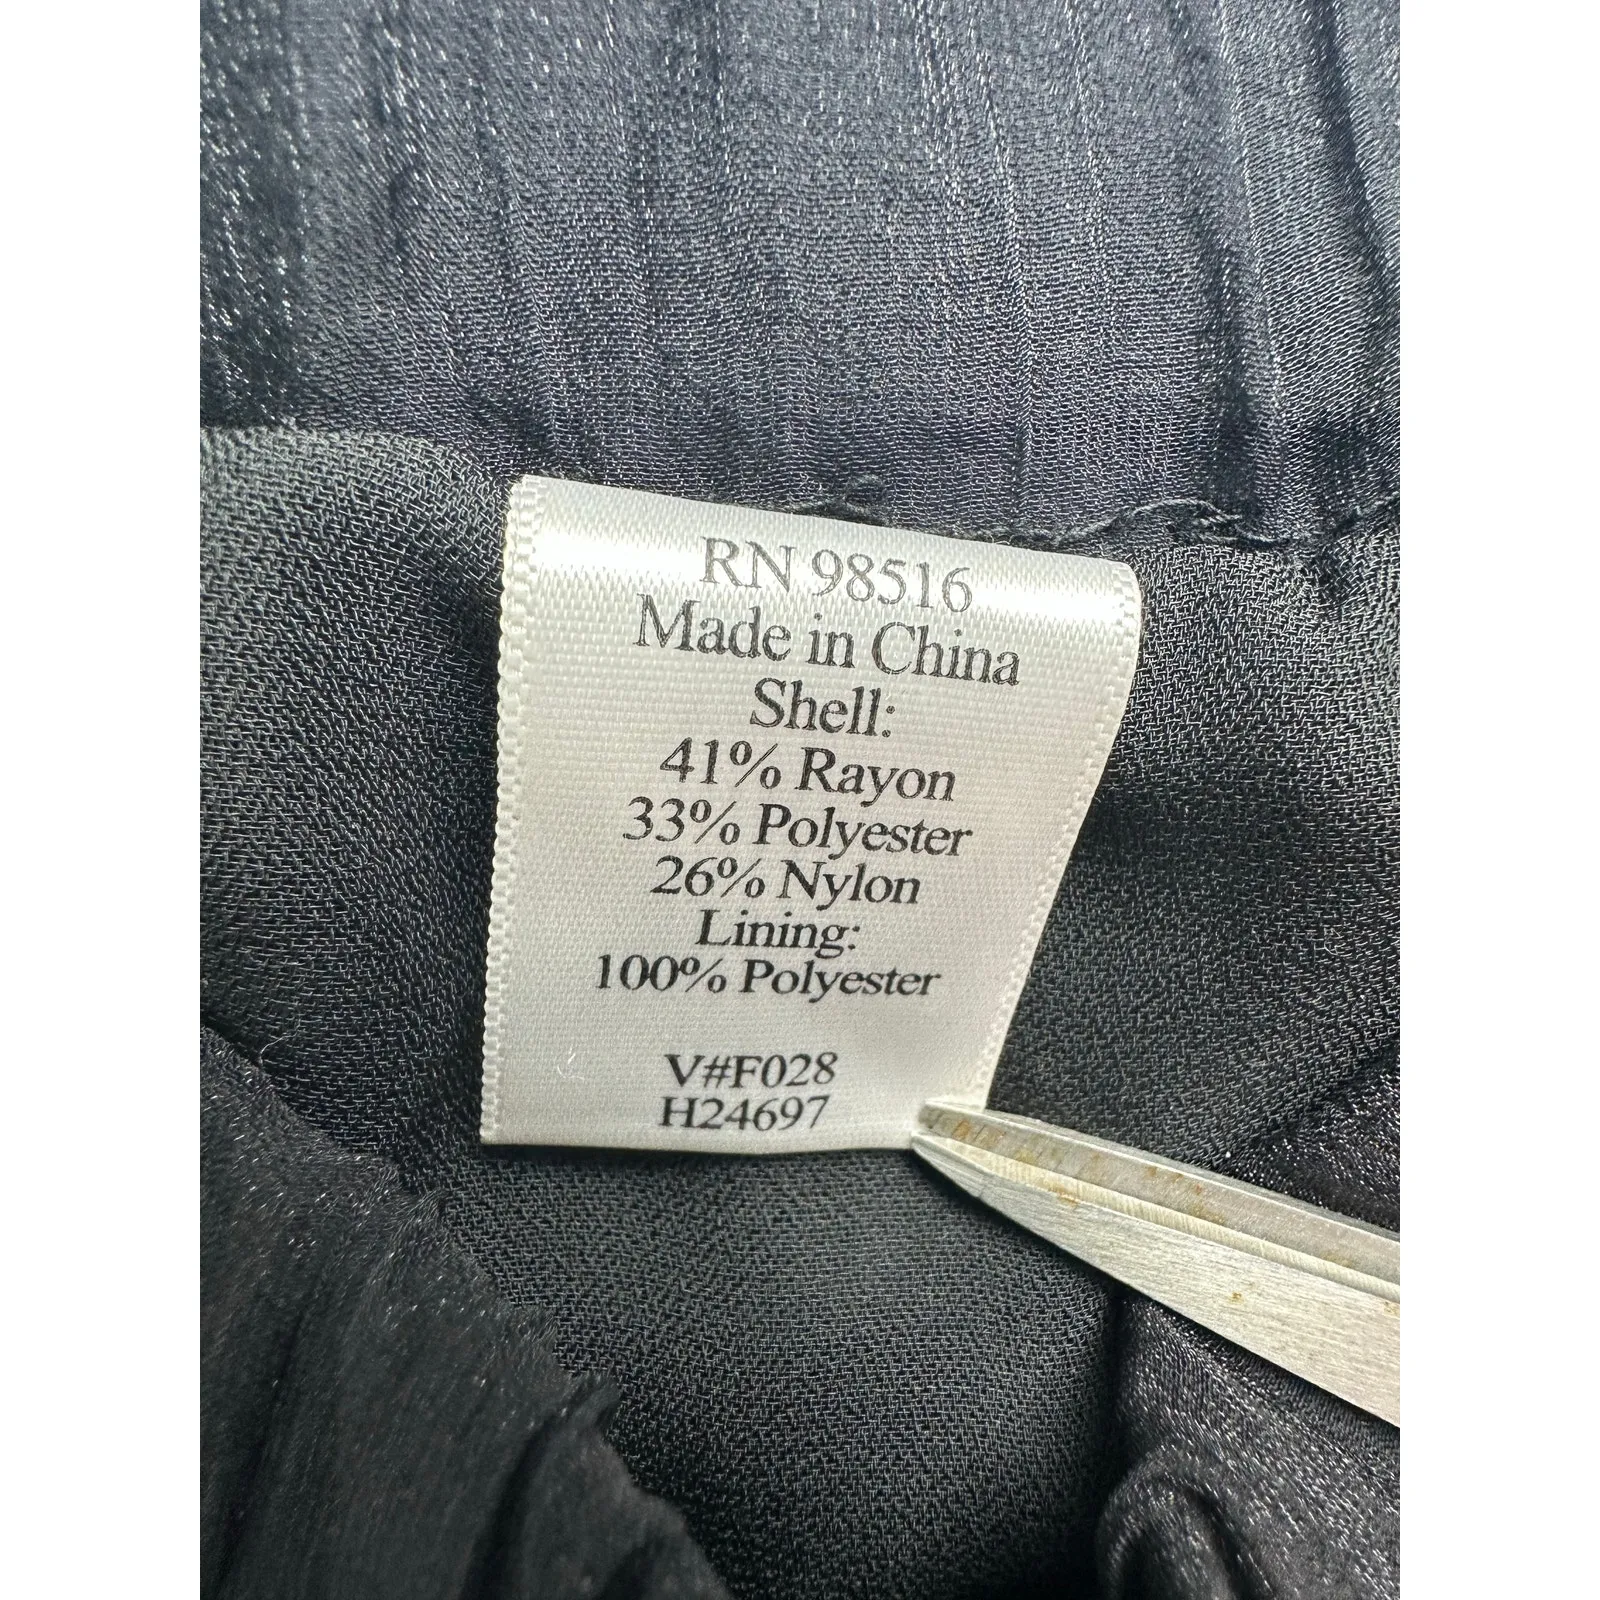 RN 98516
Made in China
Shell:
41% Rayon
33% Polyester
26% Nylon
Lining:
100% Polyester
V#F028
H24697